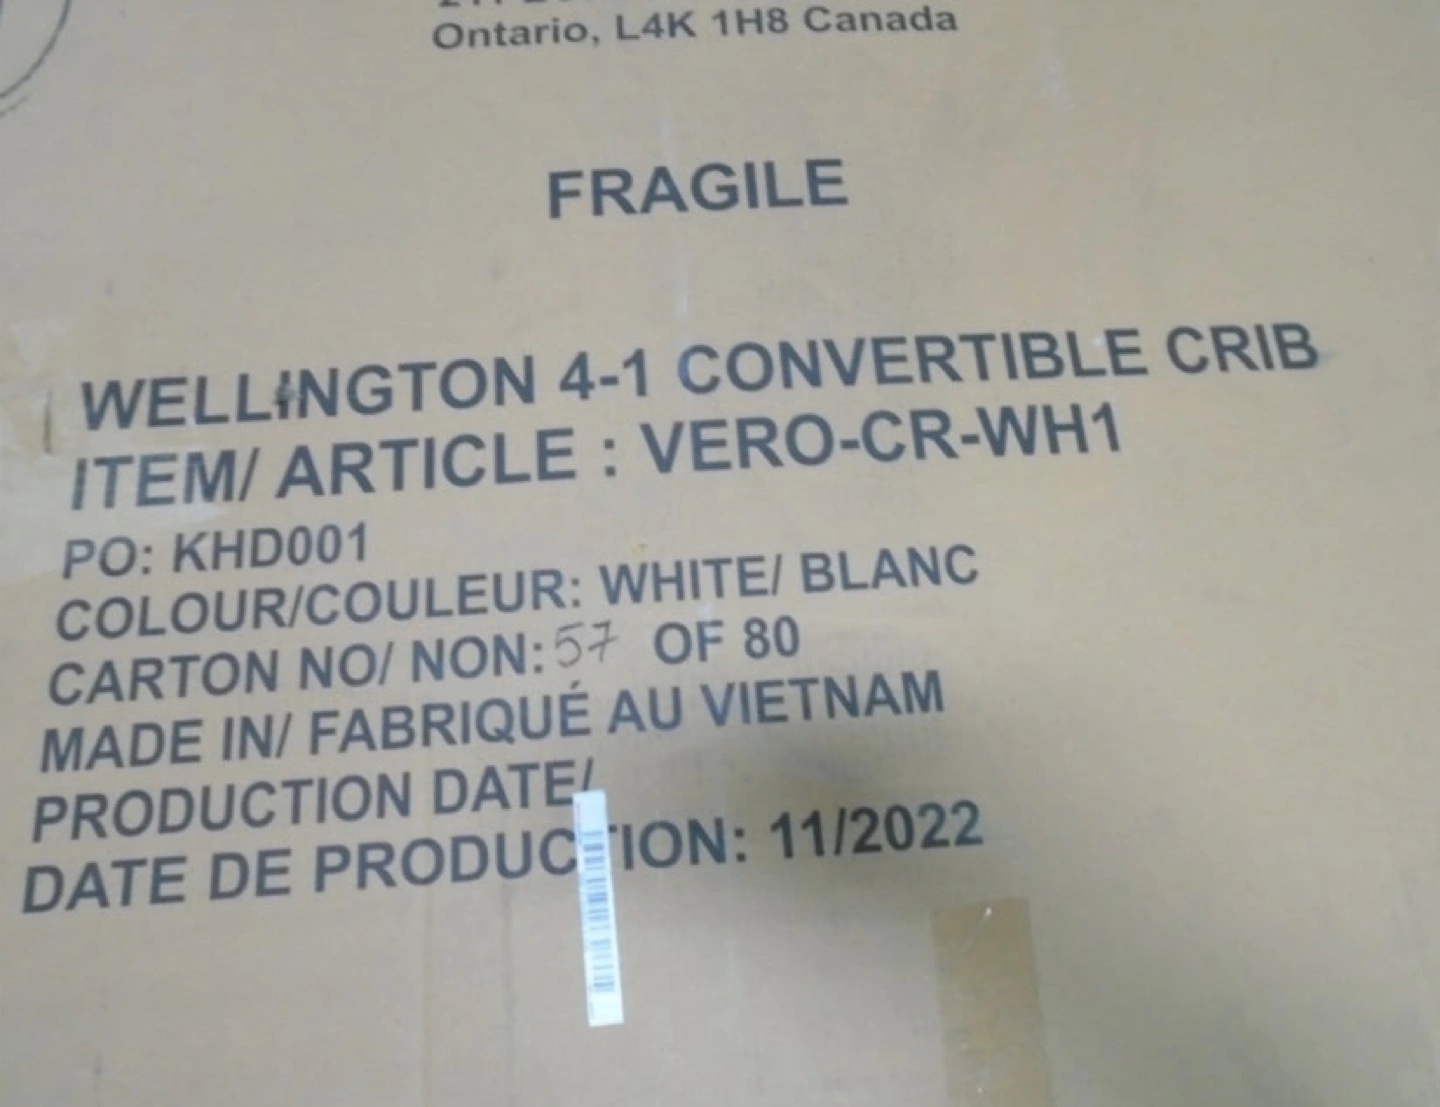 Ontario, L4K 1H8 Canada
FRAGILE
WELLINGTON 4-1 CONVERTIBLE CRIB
ITEM/ ARTICLE : VERO-CR-WH1
PO: KHD001
COLOUR/COULEUR: WHITE/ BLANC
CARTON NO/ NON: 57 OF 80
MADE IN/ FABRIQUÉ AU VIETNAM
PRODUCTION DATE/
DATE DE PRODUCTION: 11/2022